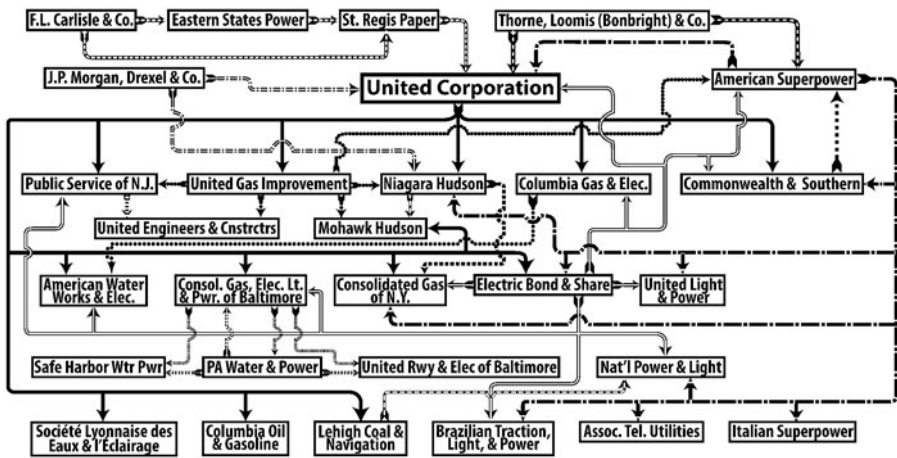 F.L. Carlisle & Co.
Eastern States Power
St. Regis Paper
Thorne, Loomis (Bonbright) & Co.
J.P. Morgan, Drexel & Co.
United Corporation
American Superpower
Public Service of N.J.
United Gas Improvement
Niagara Hudson
Columbia Gas & Elec.
Commonwealth & Southern
United Engineers & Cnstrctrs
Mohawk Hudson
American Water
Works & Elec.
Consol. Gas, Elec. Lt.
& Pwr. of Baltimore
Consolidated Gas
of N.Y.
Electric Bond & Share
United Light
& Power
Safe Harbor Wtr Pwr
PA Water & Power
United Rwy & Elec of Baltimore
Nat'l Power & Light
Société Lyonnaise des
Eaux & l'Éclairage
Columbia Oil
& Gasoline
Lehigh Coal &
Navigation
Brazilian Traction,
Light, & Power
Assoc. Tel. Utilities
Italian Superpower